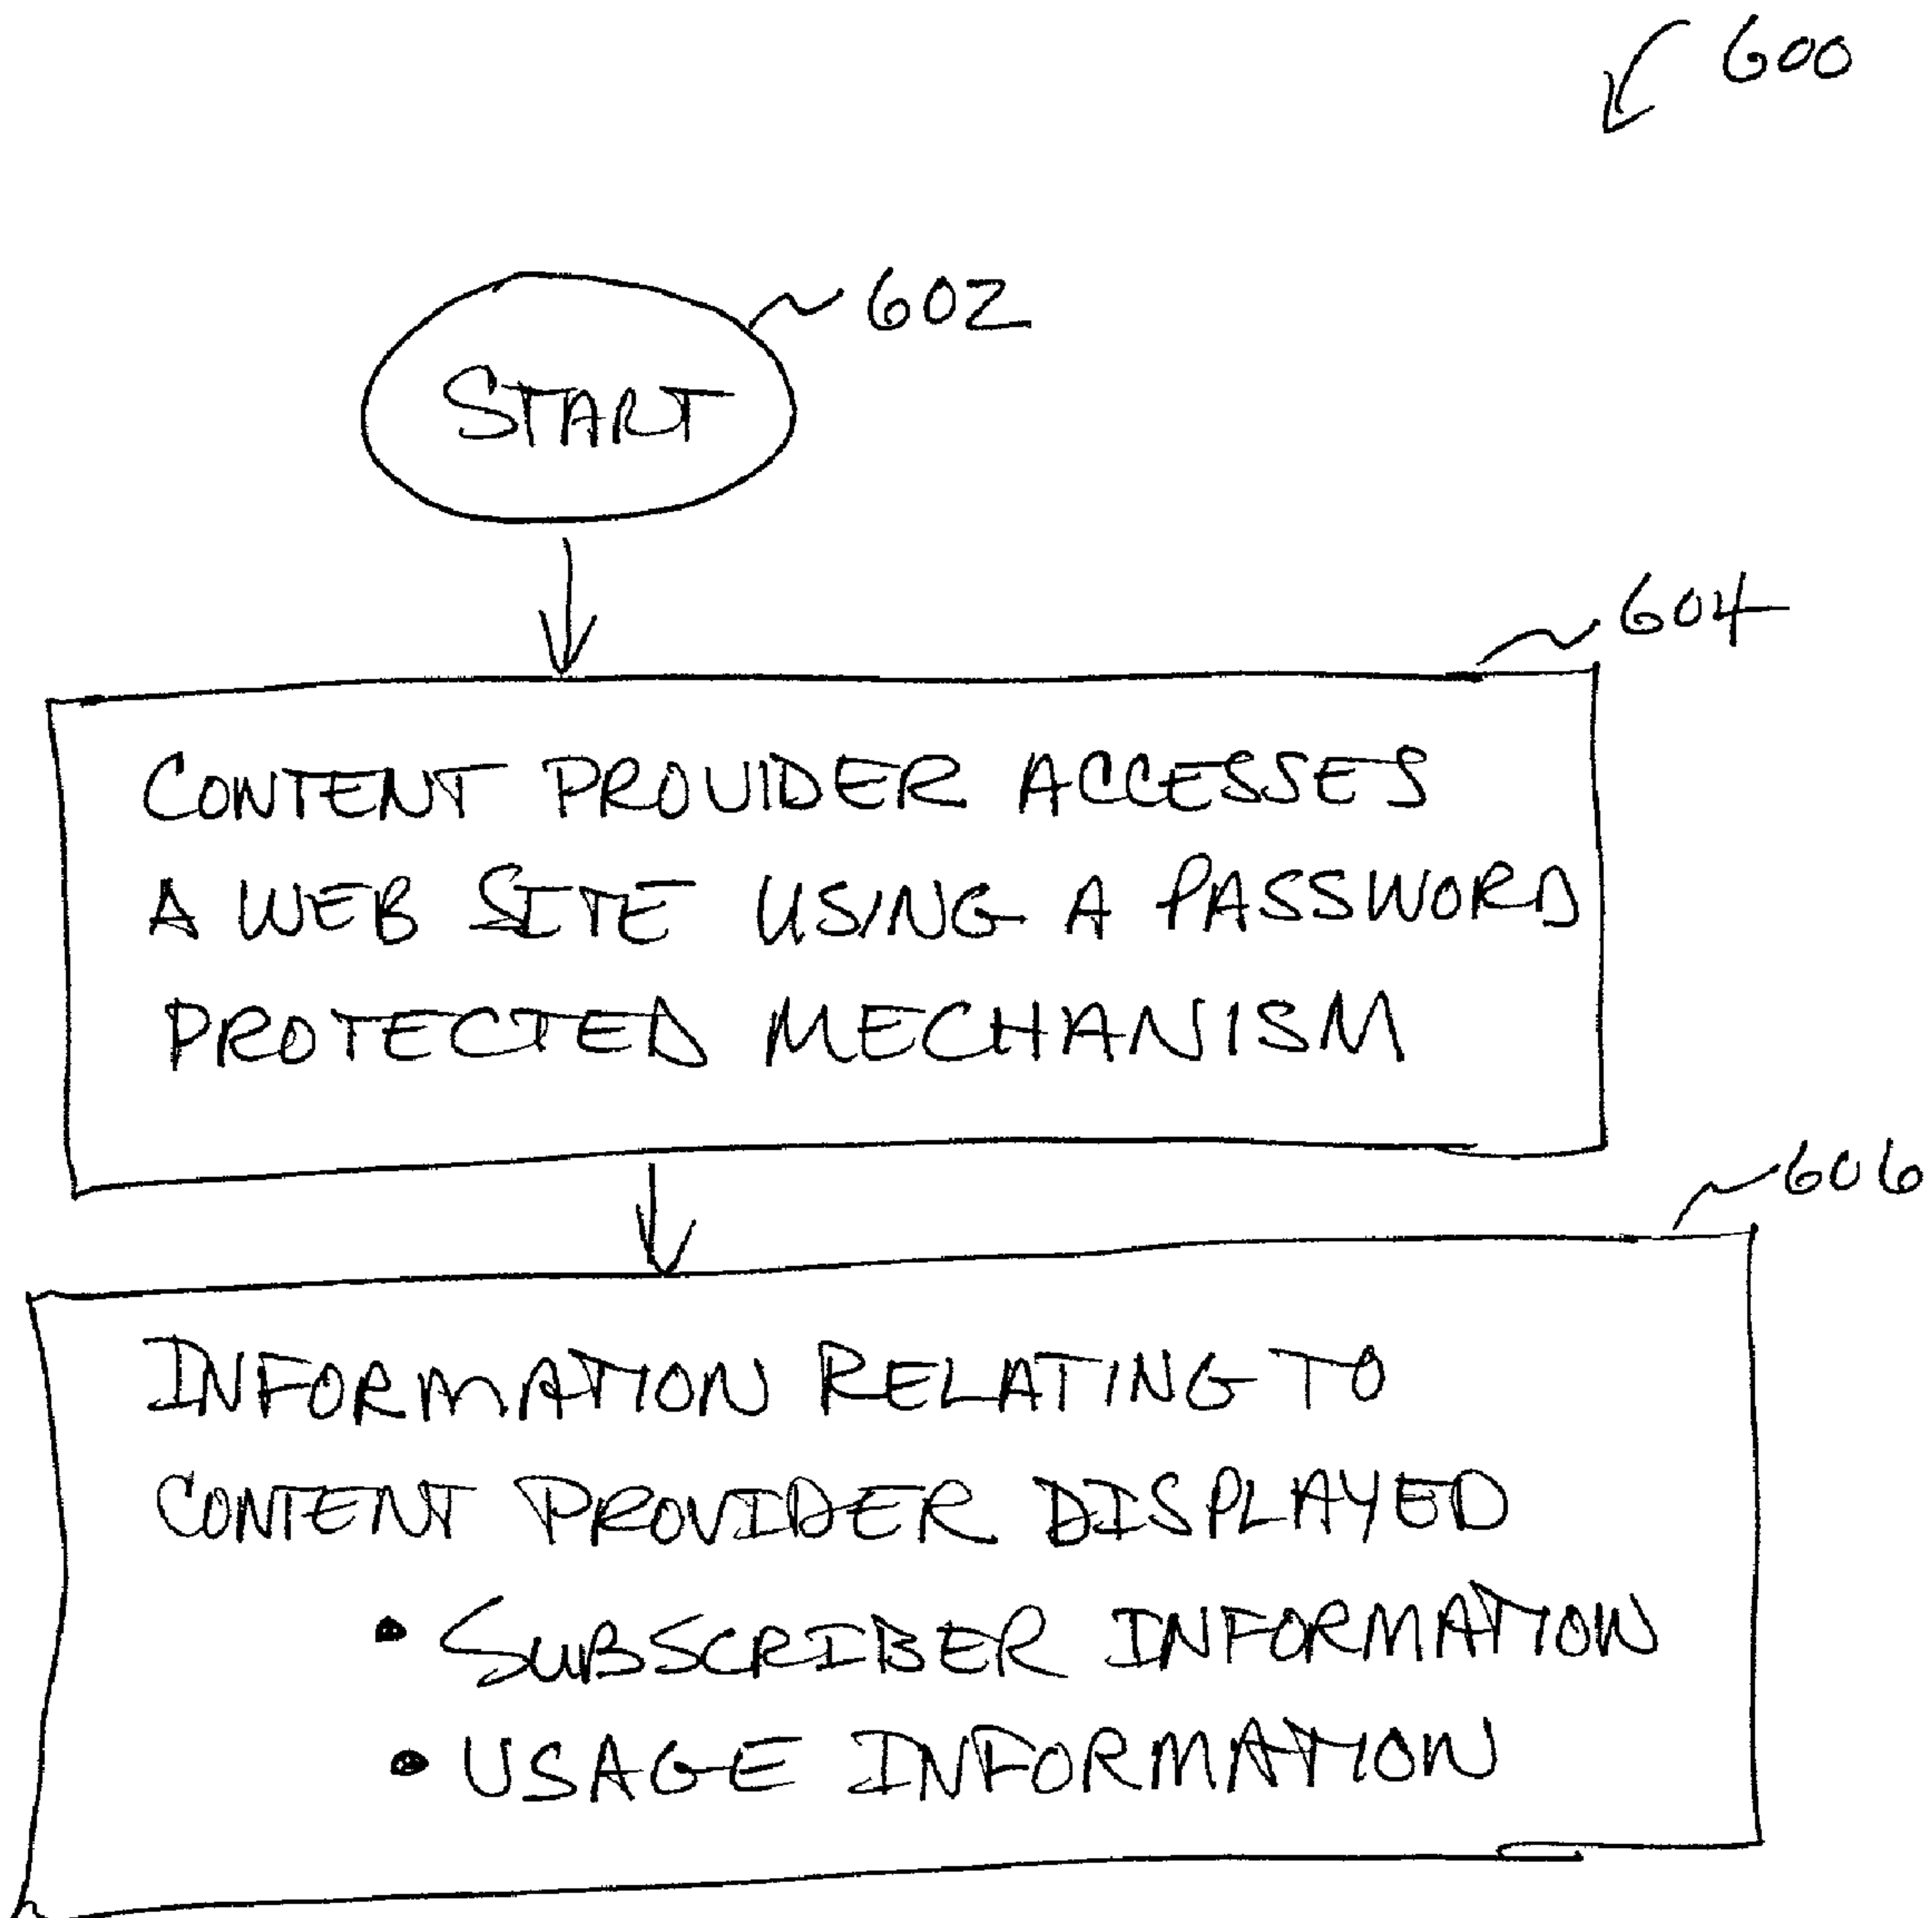 600
602
START
604
CONTENT PROVIDER ACCESSES
A WEB SITE USING A PASSWORD
PROTECTED MECHANISM
606
INFORMATION RELATING TO
CONTENT PROVIDER DISPLAYED
• SUBSCRIBER INFORMATION
• USAGE INFORMATION